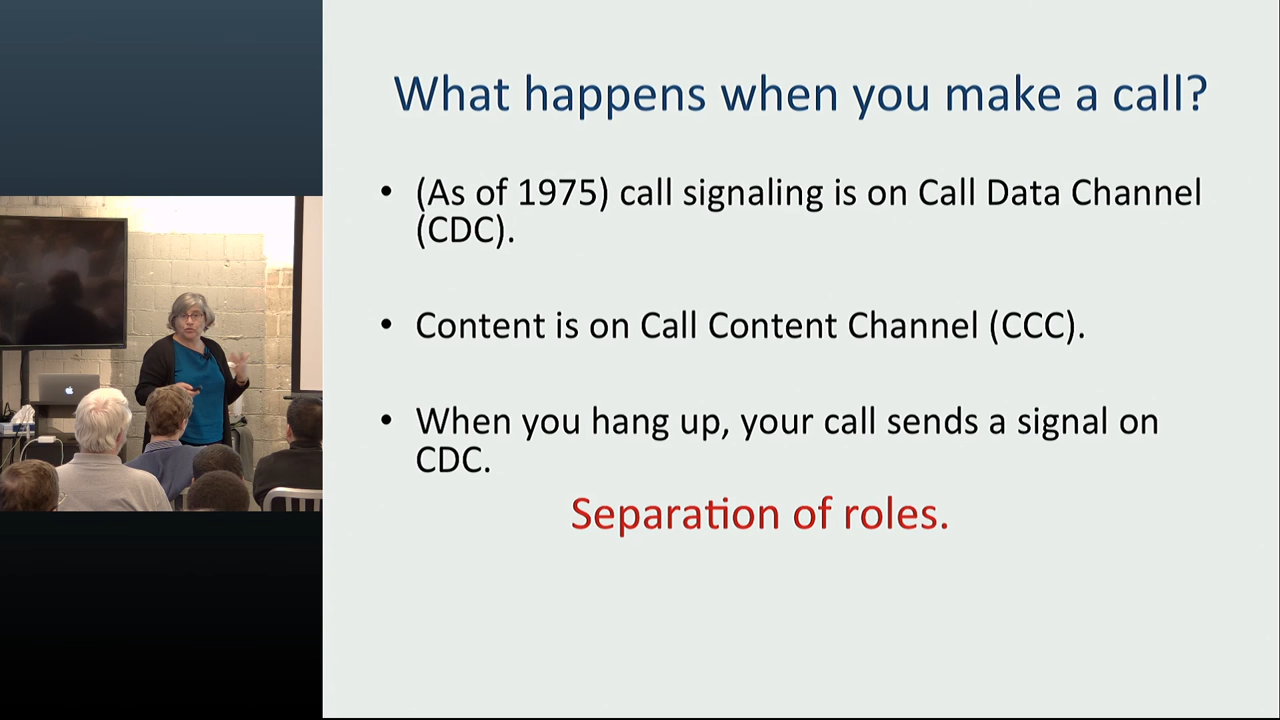 What happens when you make a call?
• (As of 1975) call signaling is on Call Data Channel
(CDC).
• Content is on Call Content Channel (CCC).
• When you hang up, your call sends a signal on
CDC.
Separation of roles.